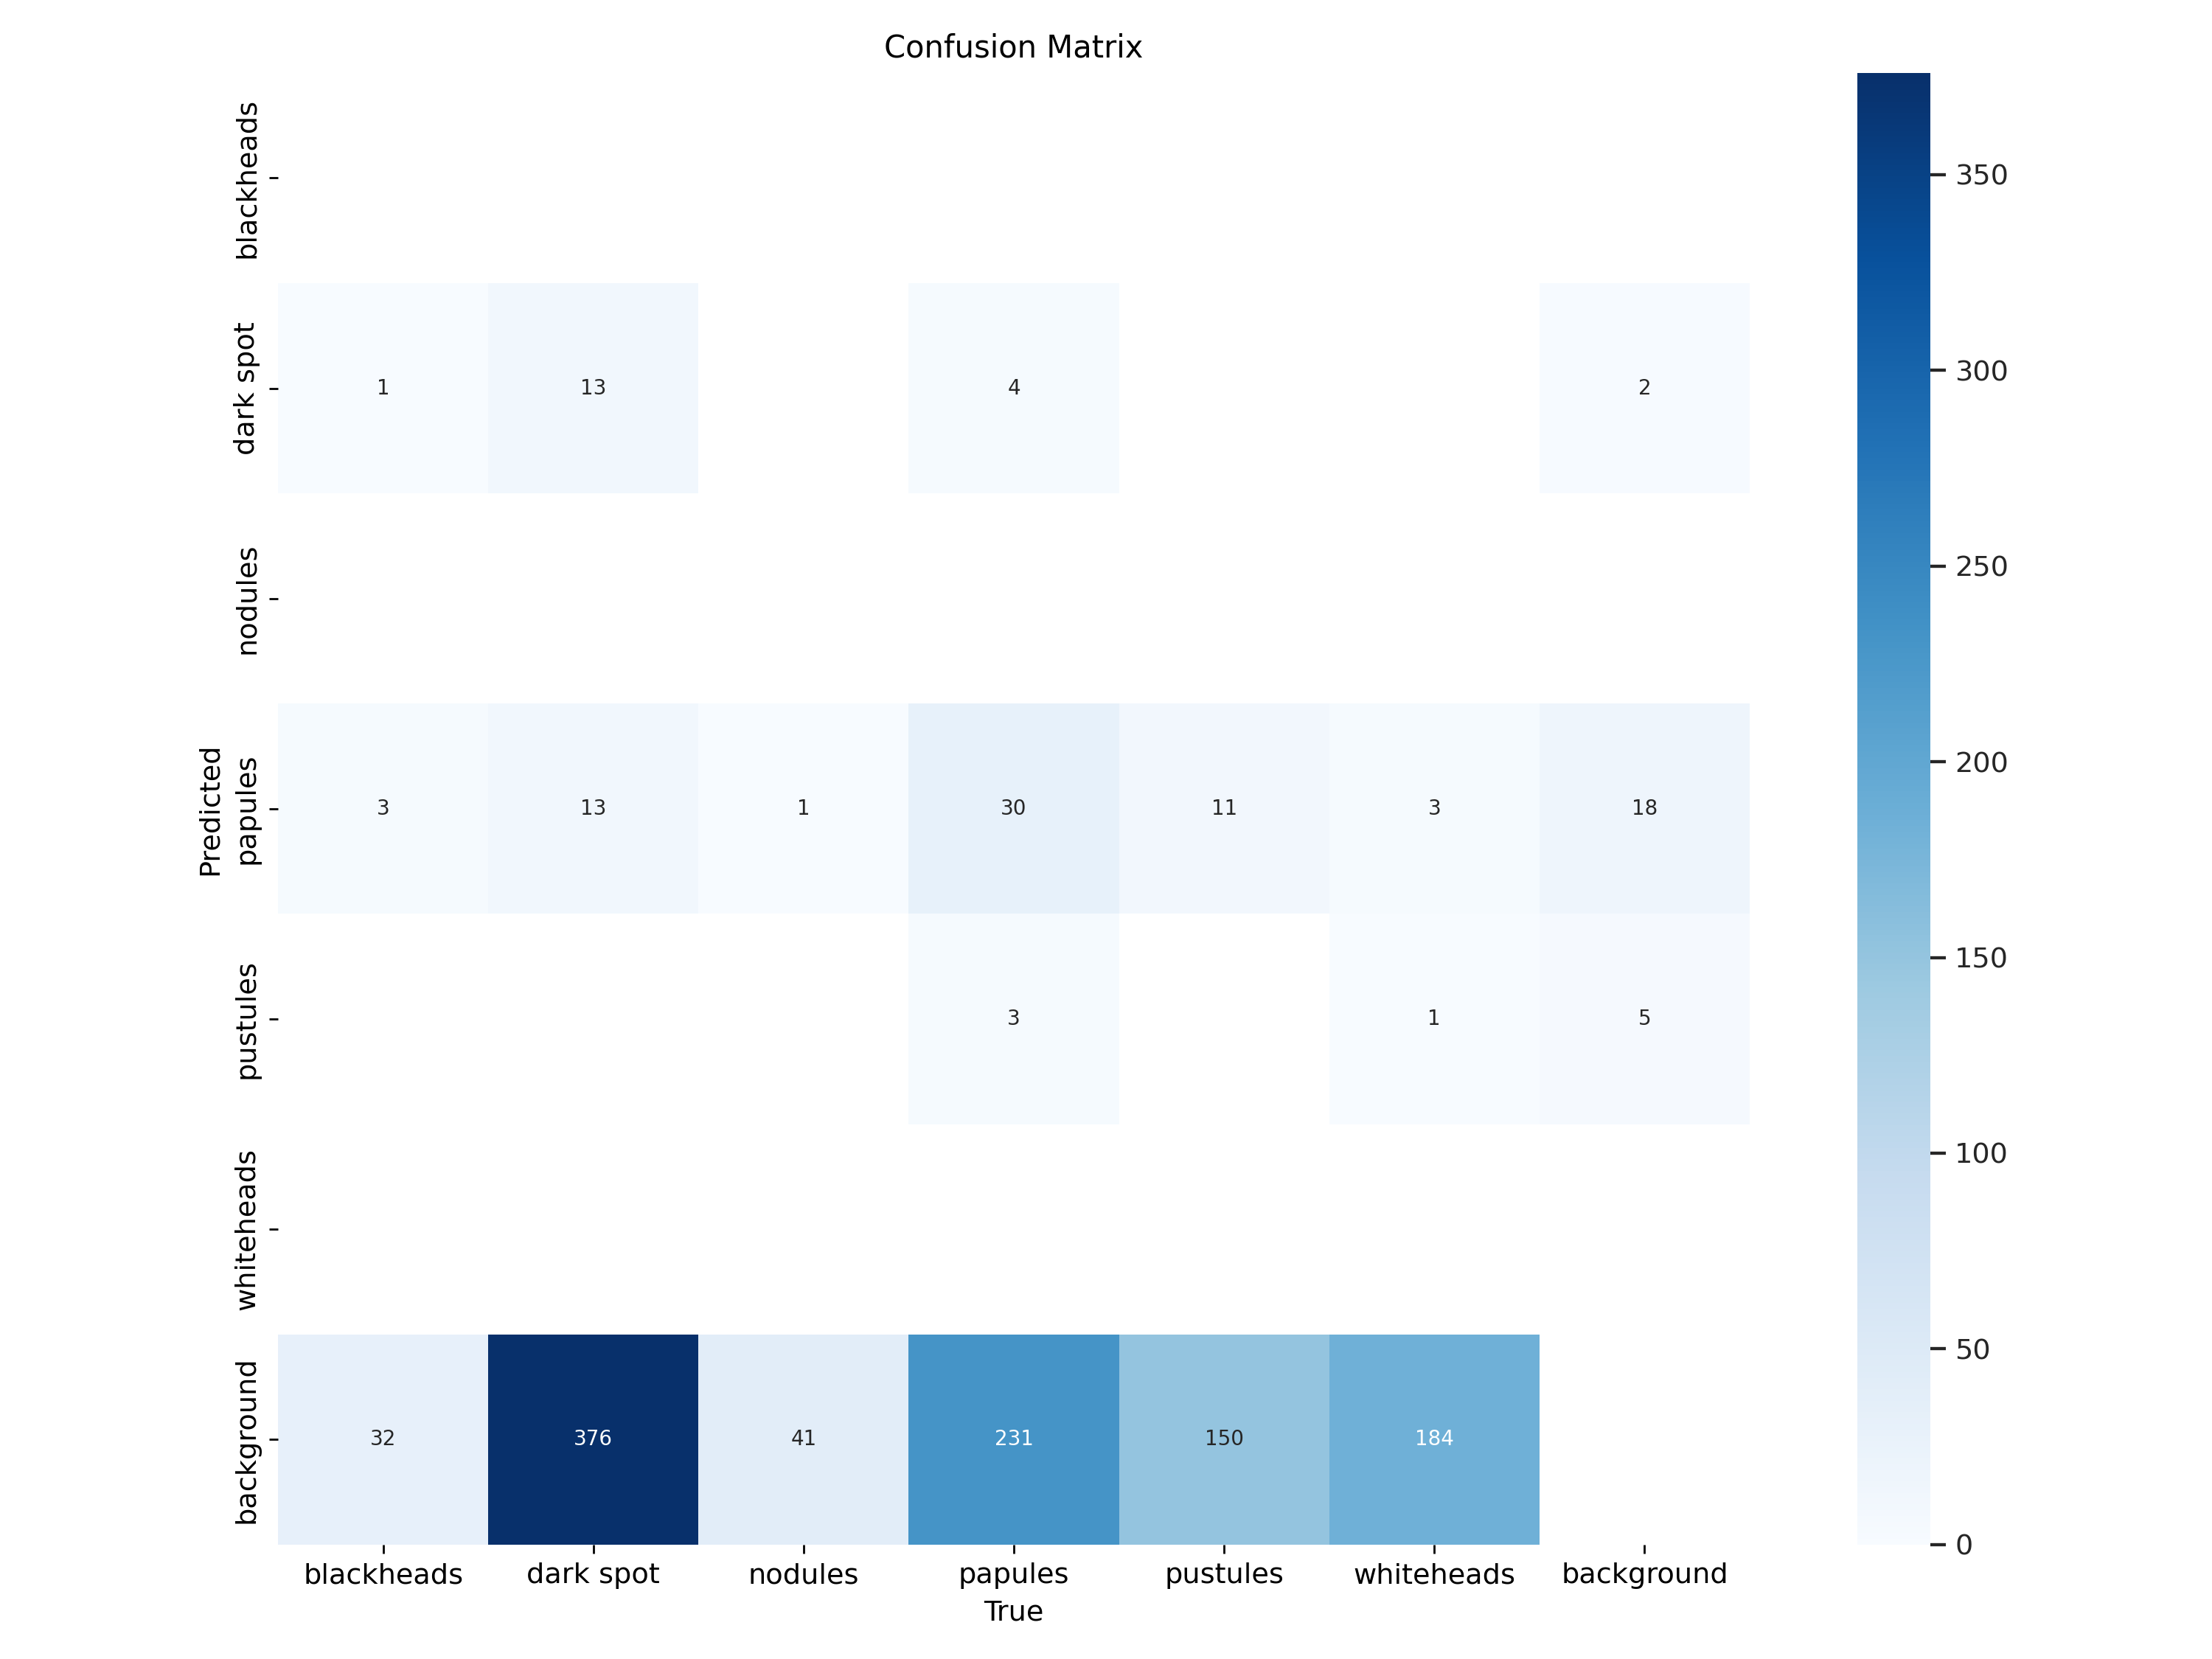 Confusion Matrix
blackheads
dark spot
1 13 4 2
nodules
Predicted
papules
3 13 1 30 11 3 18
pustules
3 1 5
whiteheads
background
32 376 41 231 150 184
blackheads dark spot nodules papules pustules whiteheads background
True
350
300
250
200
150
100
50
0